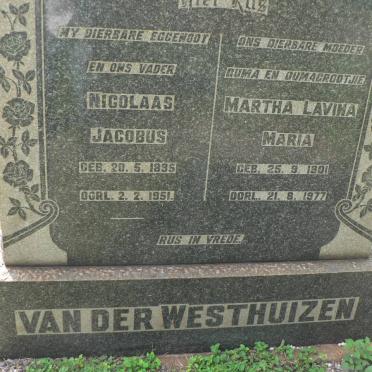 Hier Rus
MY DIERBARE EGGENOOT
EN ONS VADER
NICOLAAS
JACOBUS
GEB. 20. 5. 1895
OORL. 2. 2. 1951.
ONS DIERBARE MOEDER
OUMA EN OUMAGROOTJIE
MARTHA LAVINA
MARIA
GEB. 25. 9. 1901
OORL. 21. 8. 1977
RUS IN VREDE.
VAN DER WESTHUIZEN